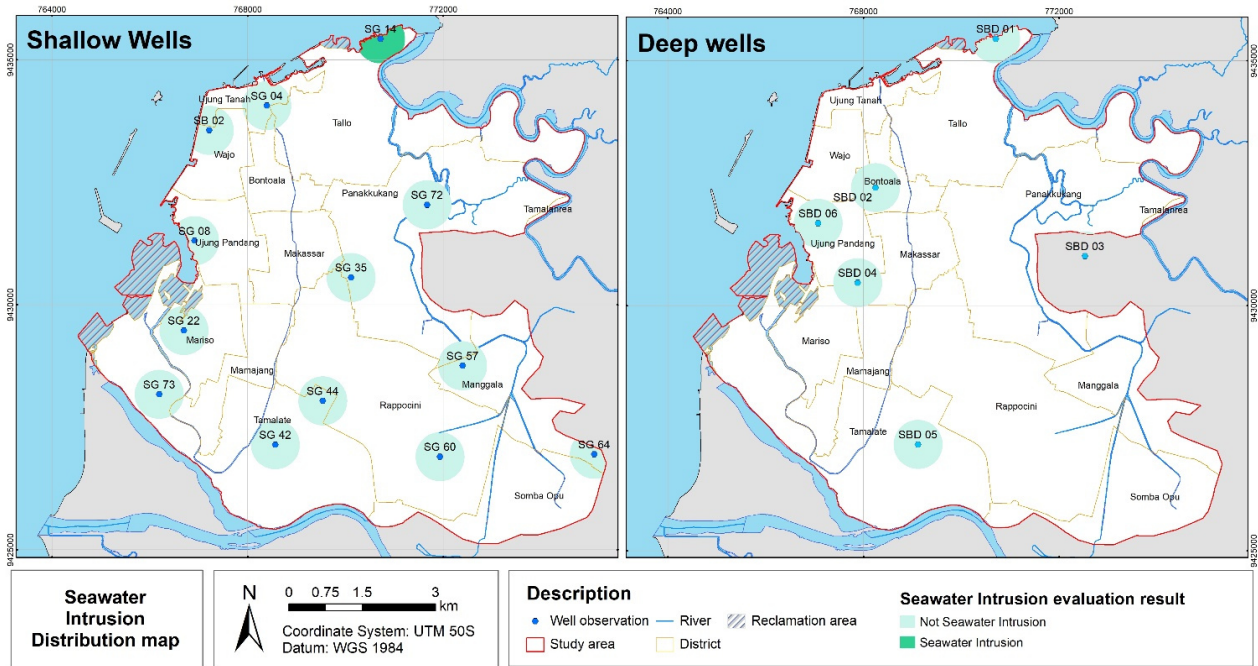 764000
768000
772000
764000
768000
772000
Shallow Wells
SG 14
9435000
Ujung Tanah
SG 04
SB 02
Tallo
Wajo
Bontoala
Panakkukang
SG 72
Tamalanrea
SG 08
Ujung Pandang
Makassar
SG 35
9430000
SG 22
Mariso
SG 57
Mamajang
Manggala
SG 73
SG 44
Rappocini
Tamalate
SG 42
SG 60
SG 64
Somba Opu
9425000
Deep wells
SBD 01
9435000
Ujung Tanah
Tallo
Wajo
Bontoala
SBD 02
Panakkukang
Tamalanrea
SBD 06
Ujung Pandang
Makassar
SBD 03
SBD 04
9430000
Mariso
Mamajang
Manggala
Rappocini
Tamalate
SBD 05
Somba Opu
9425000
Seawater
Intrusion
Distribution map
N
0 0.75 1.5 3
km
Coordinate System: UTM 50S
Datum: WGS 1984
Description
Well observation
River
Reclamation area
Study area
District
Seawater Intrusion evaluation result
Not Seawater Intrusion
Seawater Intrusion